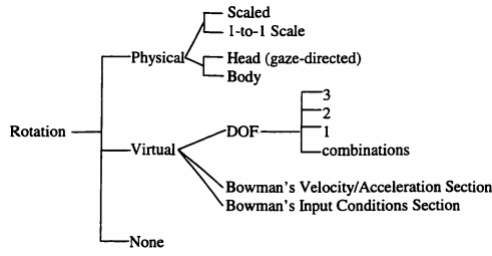 Scaled
1-to-1 Scale
Physical
Head (gaze-directed)
Body
3
2
Rotation
DOF
1
combinations
Virtual
Bowman's Velocity/Acceleration Section
Bowman's Input Conditions Section
None